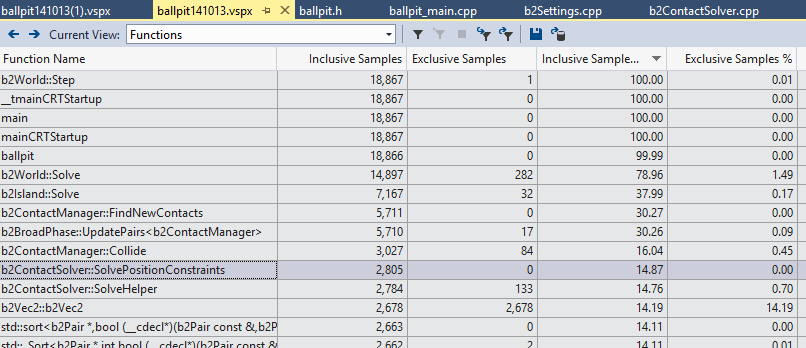 ballpit141013(1).vspx ballpit141013.vspx ballpit.h ballpit_main.cpp b2Settings.cpp b2ContactSolver.cpp
Current View: Functions
Function Name Inclusive Samples Exclusive Samples Inclusive Sample... Exclusive Samples %
b2World::Step 18,867 1 100.00 0.01
__tmainCRTStartup 18,867 0 100.00 0.00
main 18,867 0 100.00 0.00
mainCRTStartup 18,867 0 100.00 0.00
ballpit 18,866 0 99.99 0.00
b2World::Solve 14,897 282 78.96 1.49
b2Island::Solve 7,167 32 37.99 0.17
b2ContactManager::FindNewContacts 5,711 0 30.27 0.00
b2BroadPhase::UpdatePairs<b2ContactManager> 5,710 17 30.26 0.09
b2ContactManager::Collide 3,027 84 16.04 0.45
b2ContactSolver::SolvePositionConstraints 2,805 0 14.87 0.00
b2ContactSolver::SolveHelper 2,784 133 14.76 0.70
b2Vec2::b2Vec2 2,678 2,678 14.19 14.19
std::sort<b2Pair *,bool (__cdecl*)(b2Pair const &,b2P 2,663 0 14.11 0.00
std::_Sort<b2Pair *,int,bool (__cdecl*)(b2Pair const 2,662 2 14.11 0.01